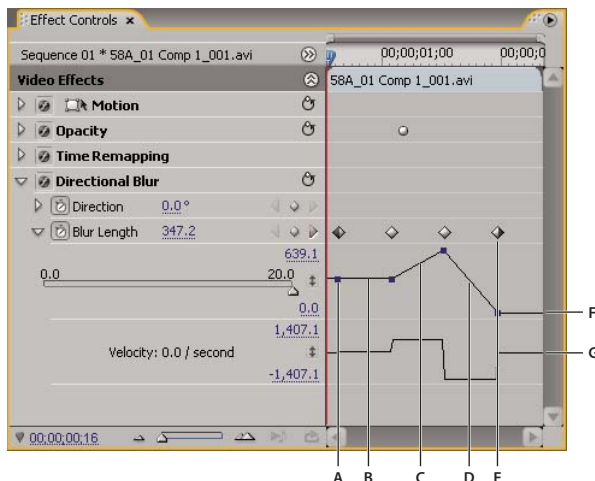 Effect Controls ×
Sequence 01 * 58A_01 Comp 1_001.avi
00;00;01;00 00;00;0
Video Effects
58A_01 Comp 1_001.avi
Motion
Opacity
Time Remapping
Directional Blur
Direction 0.0°
Blur Length 347.2
639.1
0.0 20.0
0.0
1,407.1
Velocity: 0.0 / second
-1,407.1
00;00;00;16
F
G
A B C D E